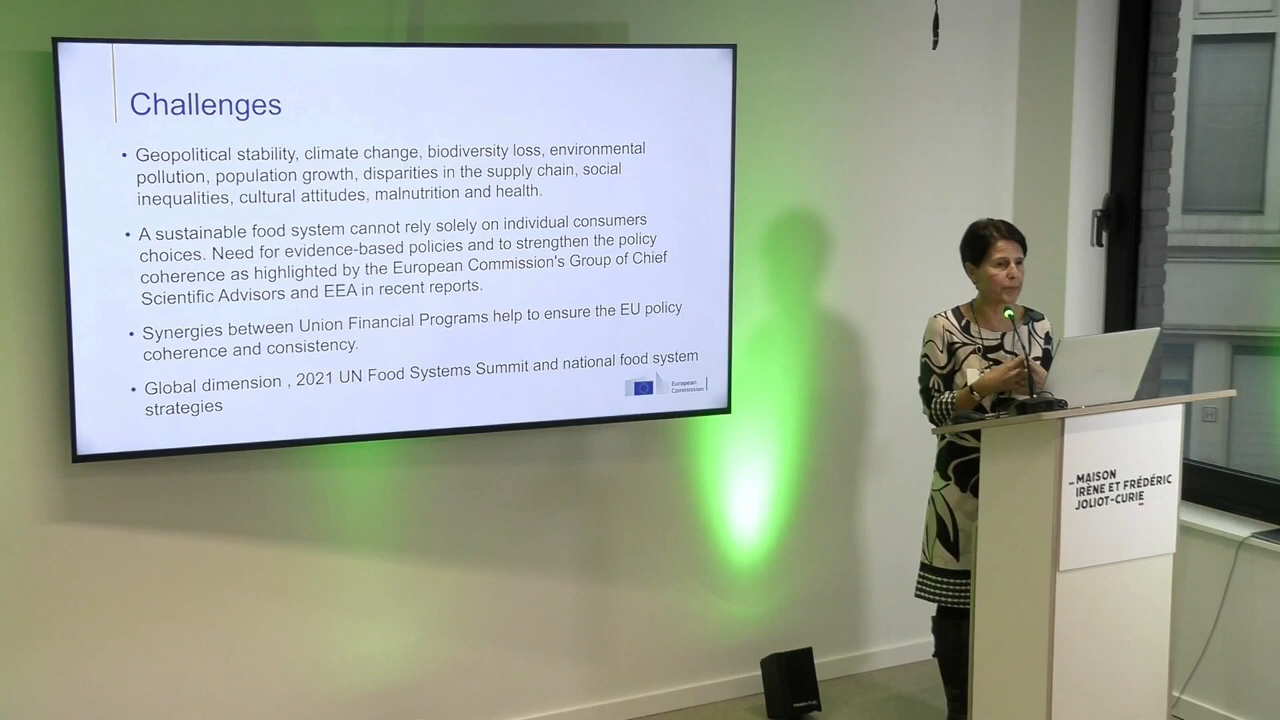 Challenges
• Geopolitical stability, climate change, biodiversity loss, environmental
pollution, population growth, disparities in the supply chain, social
inequalities, cultural attitudes, malnutrition and health.
• A sustainable food system cannot rely solely on individual consumers
choices. Need for evidence-based policies and to strengthen the policy
coherence as highlighted by the European Commission's Group of Chief
Scientific Advisors and EEA in recent reports.
• Synergies between Union Financial Programs help to ensure the EU policy
coherence and consistency.
• Global dimension , 2021 UN Food Systems Summit and national food system
strategies
European
Commission
MAISON
IRÈNE ET FRÉDÉRIC
JOLIOT-CURIE